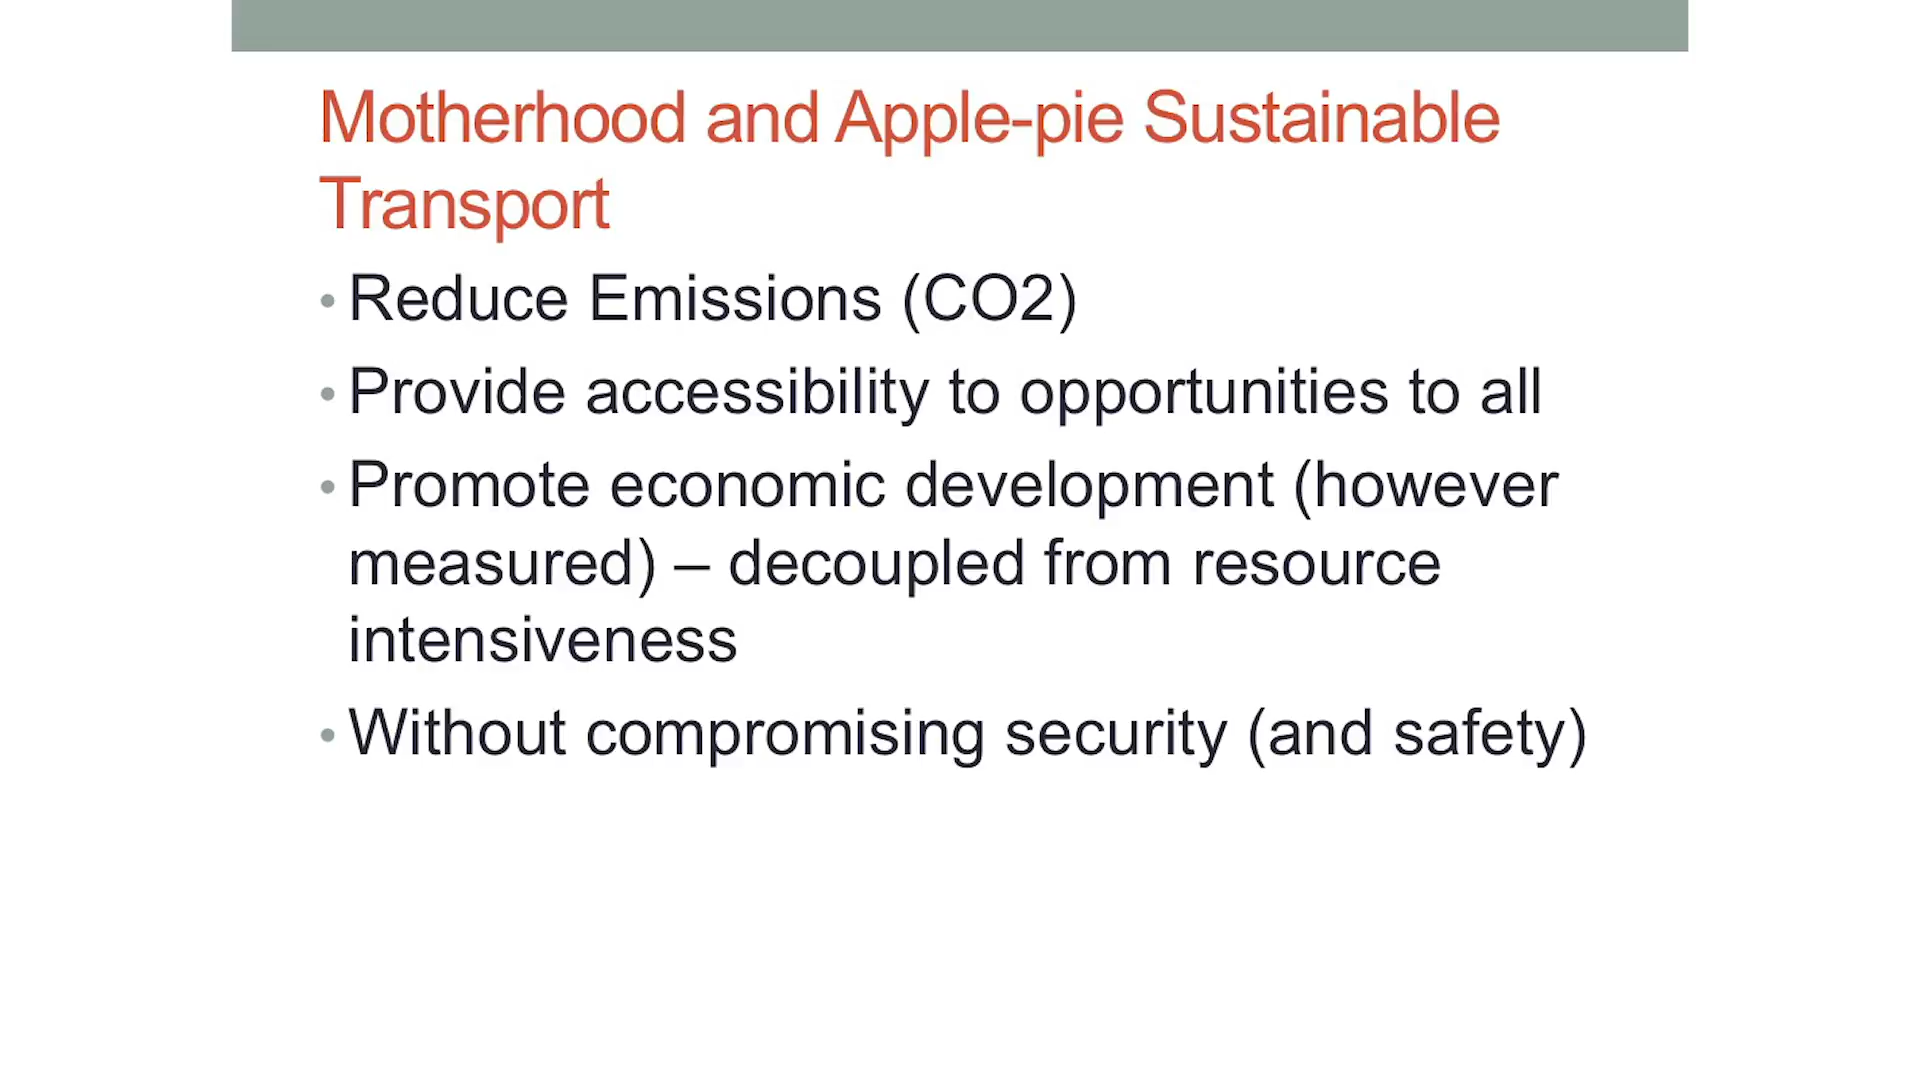 Motherhood and Apple-pie Sustainable
Transport
• Reduce Emissions (CO2)
• Provide accessibility to opportunities to all
• Promote economic development (however
measured) – decoupled from resource
intensiveness
• Without compromising security (and safety)